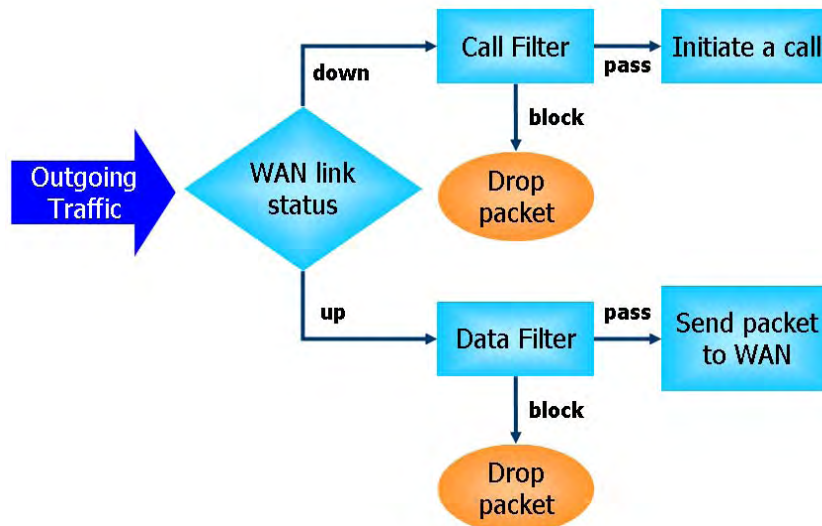 Call Filter
pass
Initiate a call
down
block
Outgoing
Traffic
WAN link
status
Drop
packet
up
Data Filter
pass
Send packet
to WAN
block
Drop
packet